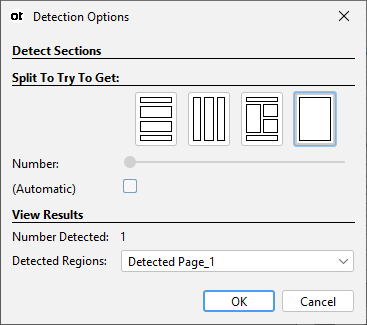 ot Detection Options
Detect Sections
Split To Try To Get:
Number:
(Automatic)
View Results
Number Detected: 1
Detected Regions: Detected Page_1
OK Cancel